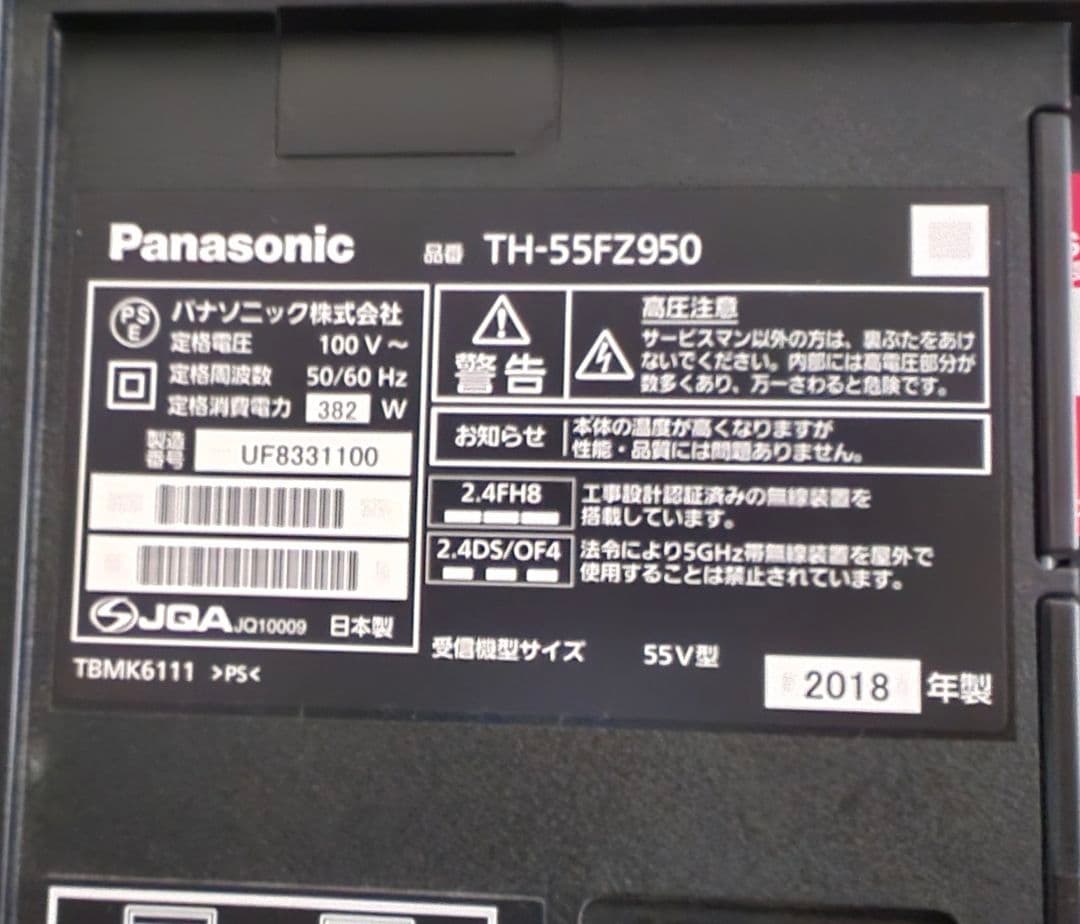 Panasonic 品番 TH-55FZ950
PSE パナソニック株式会社
定格電圧 100 V ~
定格周波数 50/60 Hz
定格消費電力 382 W
製造番号 UF8331100
JQA JQ10009 日本製
TBMK6111 >PS<
警告
高圧注意
サービスマン以外の方は、裏ぶたをあけ
ないでください。内部には高電圧部分が
数多くあり、万一さわると危険です。
お知らせ
本体の温度が高くなりますが
性能・品質には問題ありません。
2.4FH8
工事設計認証済みの無線装置を
搭載しています。
2.4DS/OF4
法令により5GHz帯無線装置を屋外で
使用することは禁止されています。
受信機型サイズ 55V型
2018 年製